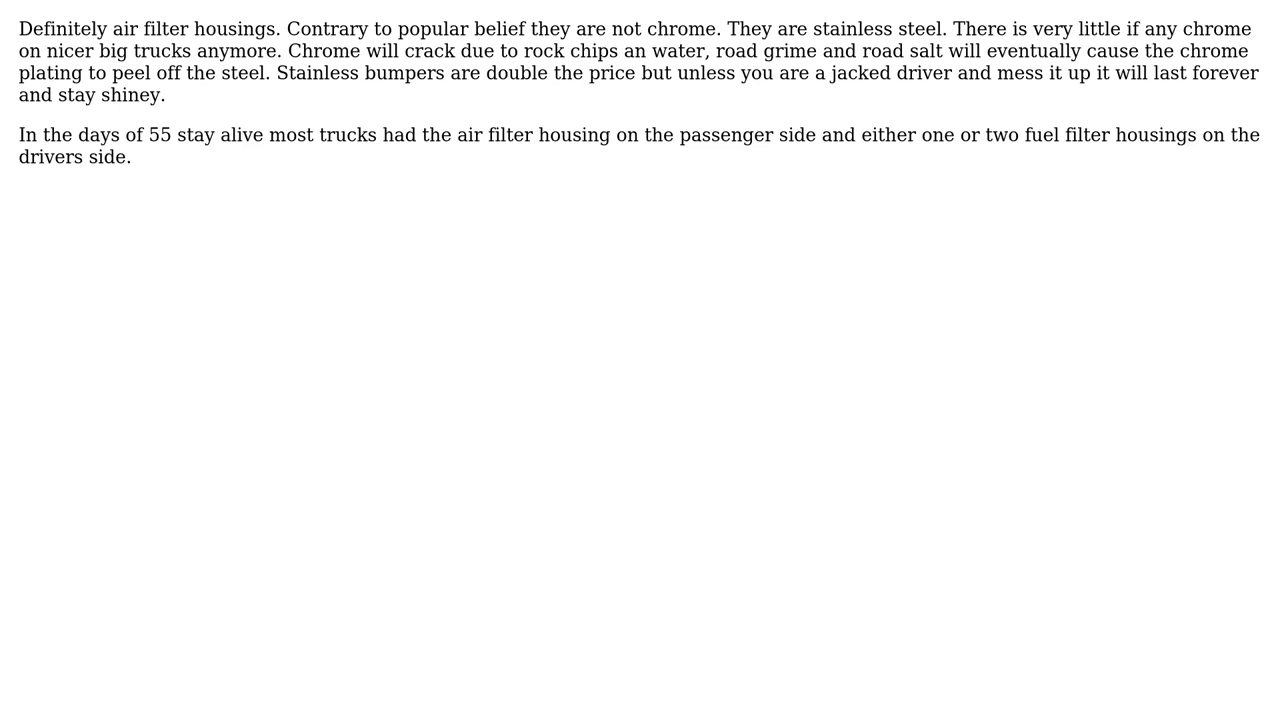 Definitely air filter housings. Contrary to popular belief they are not chrome. They are stainless steel. There is very little if any chrome
on nicer big trucks anymore. Chrome will crack due to rock chips an water, road grime and road salt will eventually cause the chrome
plating to peel off the steel. Stainless bumpers are double the price but unless you are a jacked driver and mess it up it will last forever
and stay shiney.
In the days of 55 stay alive most trucks had the air filter housing on the passenger side and either one or two fuel filter housings on the
drivers side.